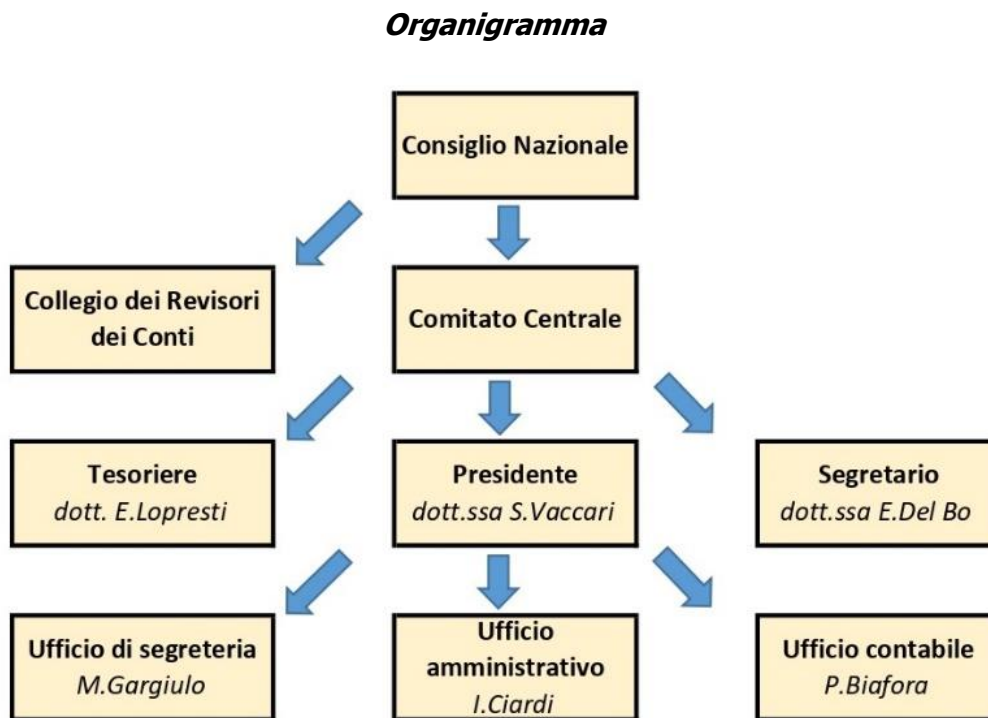 Organigramma
Consiglio Nazionale
Collegio dei Revisori
dei Conti
Comitato Centrale
Tesoriere
dott. E.Lopresti
Presidente
dott.ssa S.Vaccari
Segretario
dott.ssa E.Del Bo
Ufficio di segreteria
M.Gargiulo
Ufficio
amministrativo
I.Ciardi
Ufficio contabile
P.Biafora